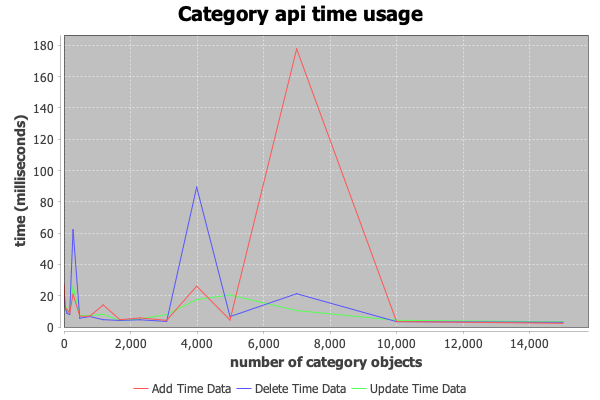 Category api time usage
time (milliseconds)
180
160
140
120
100
80
60
40
20
0
0 2,000 4,000 6,000 8,000 10,000 12,000 14,000
number of category objects
Add Time Data Delete Time Data Update Time Data